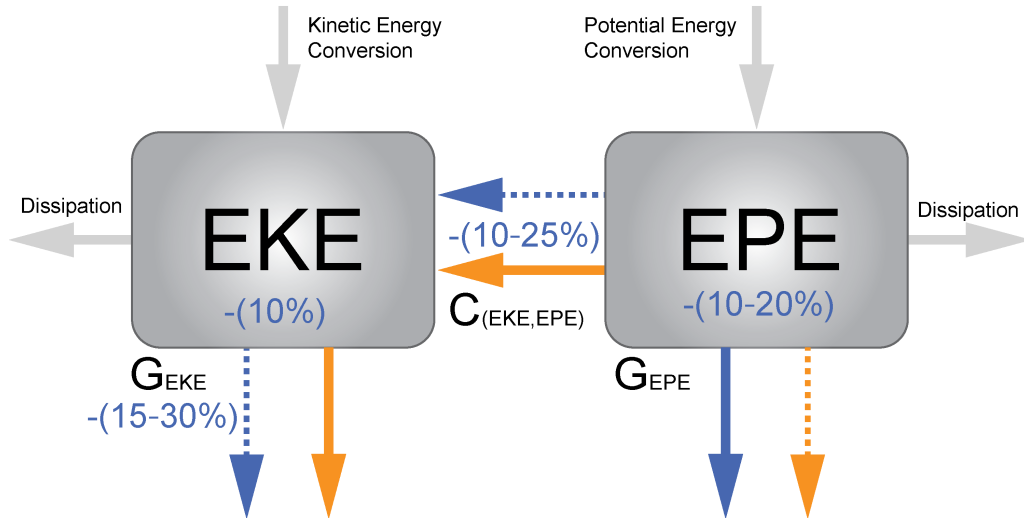 Kinetic Energy
Conversion
Potential Energy
Conversion
Dissipation
EKE
-(10%)
-(10-25%)
C(EKE,EPE)
EPE
-(10-20%)
Dissipation
GEKE
-(15-30%)
GEPE